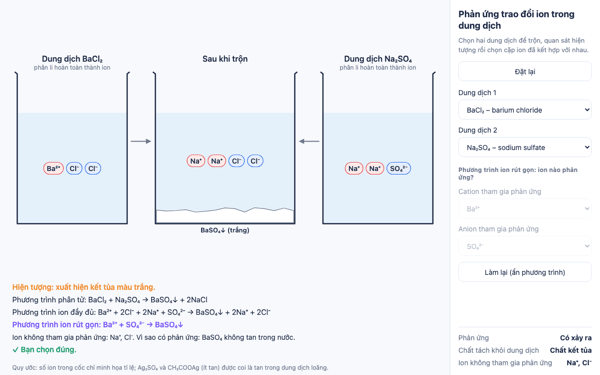 Dung dịch BaCl₂
phân li hoàn toàn thành ion
Sau khi trộn
Dung dịch Na₂SO₄
phân li hoàn toàn thành ion
Ba²⁺ Cl⁻ Cl⁻
Na⁺ Na⁺ Cl⁻ Cl⁻
Na⁺ Na⁺ SO₄²⁻
BaSO₄↓ (trắng)
Hiện tượng: xuất hiện kết tủa màu trắng.
Phương trình phân tử: BaCl₂ + Na₂SO₄ → BaSO₄↓ + 2NaCl
Phương trình ion đầy đủ: Ba²⁺ + 2Cl⁻ + 2Na⁺ + SO₄²⁻ → BaSO₄↓ + 2Na⁺ + 2Cl⁻
Phương trình ion rút gọn: Ba²⁺ + SO₄²⁻ → BaSO₄↓
Ion không tham gia phản ứng: Na⁺, Cl⁻. Vì sao có phản ứng: BaSO₄ không tan trong nước.
✓ Bạn chọn đúng.
Quy ước: số ion trong cốc chỉ minh họa tỉ lệ; Ag₂SO₄ và CH₃COOAg (ít tan) được coi là tan trong dung dịch loãng.
Phản ứng trao đổi ion trong
dung dịch
Chọn hai dung dịch để trộn, quan sát hiện
tượng rồi chọn cặp ion đã kết hợp với nhau.
Đặt lại
Dung dịch 1
BaCl₂ – barium chloride
Dung dịch 2
Na₂SO₄ – sodium sulfate
Phương trình ion rút gọn: ion nào phản
ứng?
Cation tham gia phản ứng
Ba²⁺
Anion tham gia phản ứng
SO₄²⁻
Làm lại (ẩn phương trình)
Phản ứng Có xảy ra
Chất tách khỏi dung dịch Chất kết tủa
Ion không tham gia phản ứng Na⁺, Cl⁻